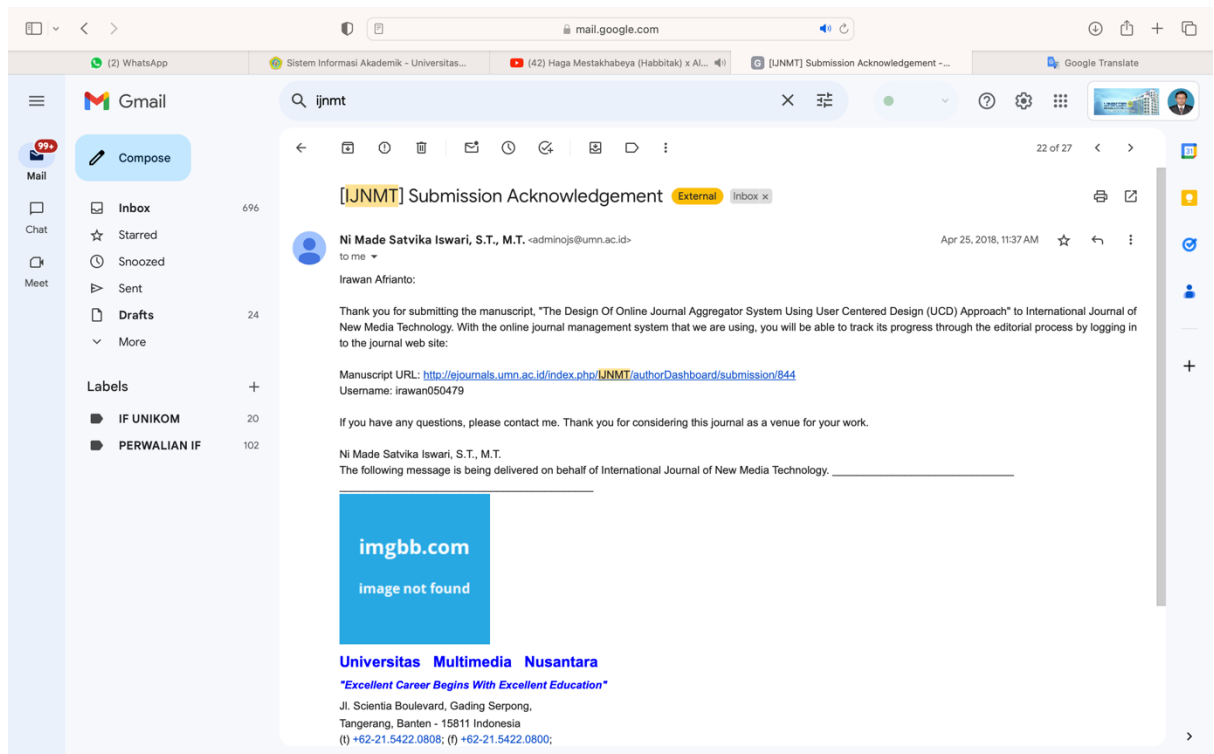 mail.google.com
(2) WhatsApp
Sistem Informasi Akademik - Universitas...
(42) Haga Mestakhabeya (Habbitak) x Al...
G [IJNMT] Submission Acknowledgement -...
Google Translate
Gmail
ijnmt
99+
Mail
Chat
Meet
Compose
22 of 27
31
Inbox 696
Starred
Snoozed
Sent
Drafts 24
More
Labels +
IF UNIKOM 20
PERWALIAN IF 102
[IJNMT] Submission Acknowledgement External Inbox x
Ni Made Satvika Iswari, S.T., M.T. <adminojs@umn.ac.id> Apr 25, 2018, 11:37 AM
to me
Irawan Afrianto:
Thank you for submitting the manuscript, "The Design Of Online Journal Aggregator System Using User Centered Design (UCD) Approach" to International Journal of
New Media Technology. With the online journal management system that we are using, you will be able to track its progress through the editorial process by logging in
to the journal web site:
Manuscript URL: http://ejournals.umn.ac.id/index.php/IJNMT/authorDashboard/submission/844
Username: irawan050479
If you have any questions, please contact me. Thank you for considering this journal as a venue for your work.
Ni Made Satvika Iswari, S.T., M.T.
The following message is being delivered on behalf of International Journal of New Media Technology. ________________________________
imgbb.com
image not found
Universitas Multimedia Nusantara
"Excellent Career Begins With Excellent Education"
Jl. Scientia Boulevard, Gading Serpong,
Tangerang, Banten - 15811 Indonesia
(t) +62-21.5422.0808; (f) +62-21.5422.0800;